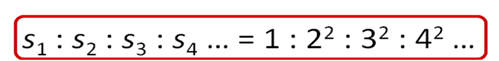 s₁ : s₂ : s₃ : s₄ ... = 1 : 2² : 3² : 4² ...